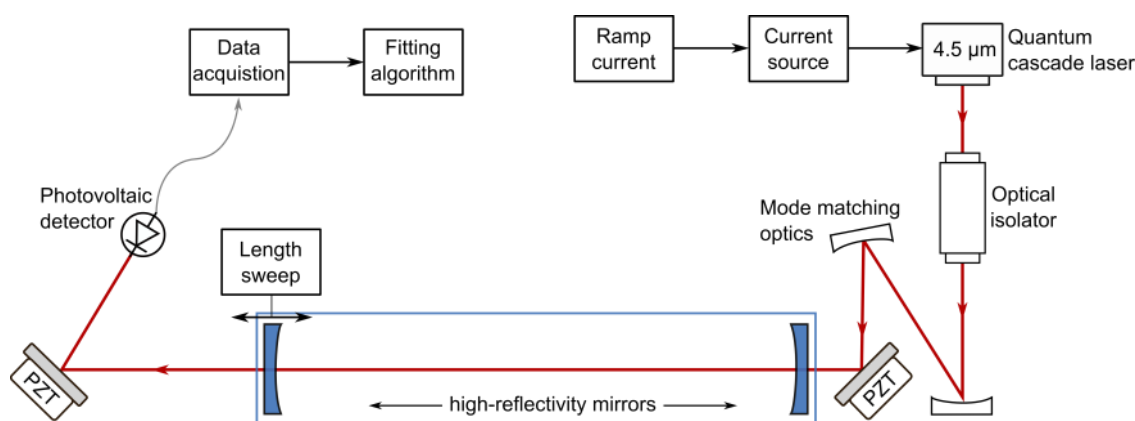 Data
acquistion
Fitting
algorithm
Ramp
current
Current
source
4.5 µm
Quantum
cascade laser
Photovoltaic
detector
Length
sweep
Mode matching
optics
Optical
isolator
PZT
high-reflectivity mirrors
PZT